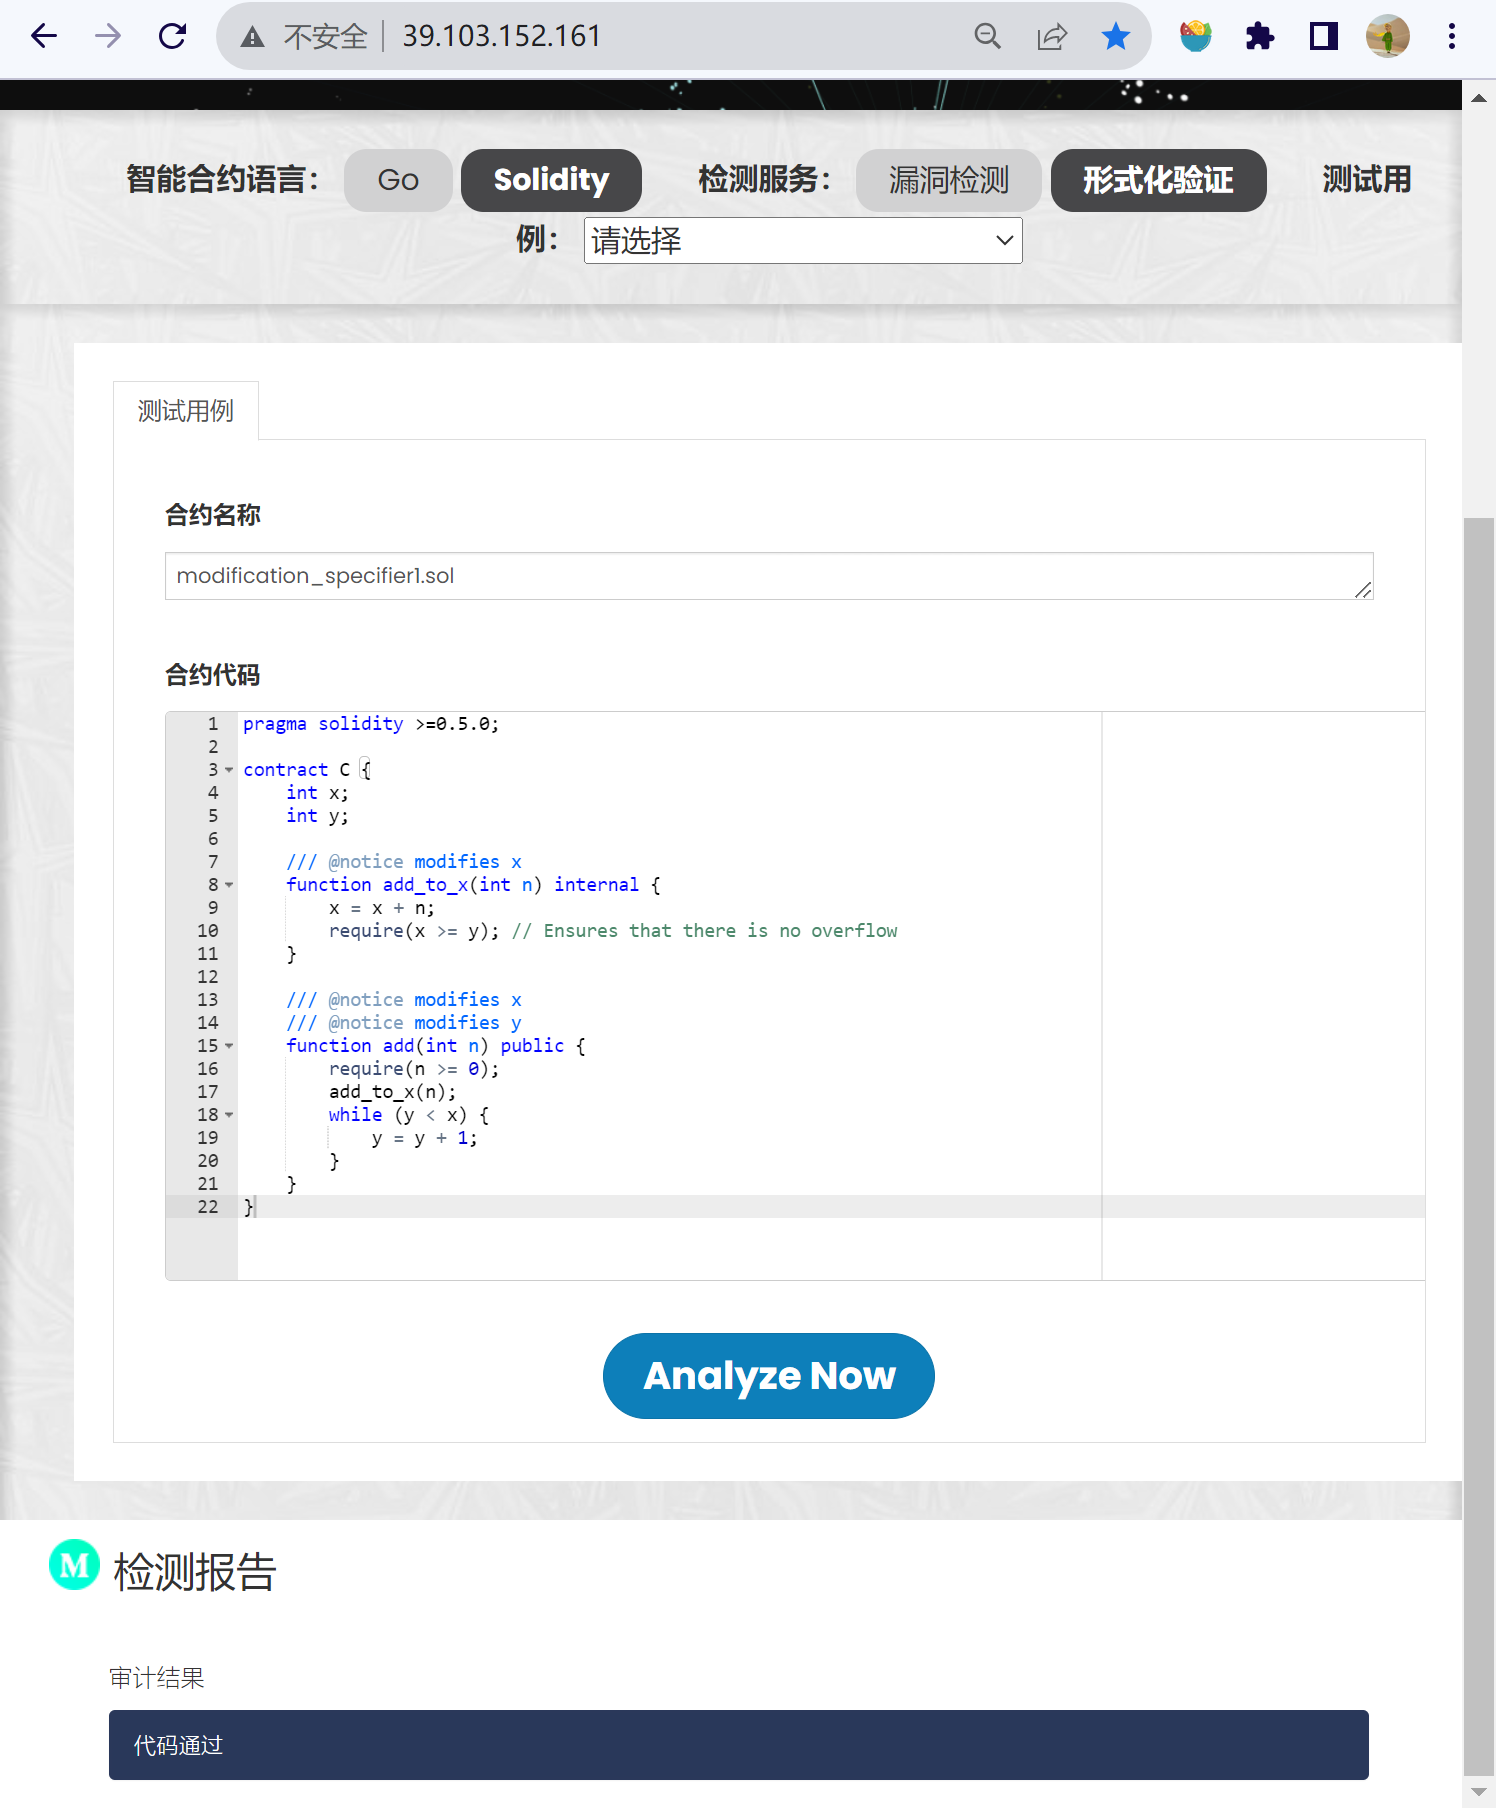 不安全 39.103.152.161
智能合约语言： Go Solidity 检测服务： 漏洞检测 形式化验证 测试用
例： 请选择
测试用例
合约名称
modification_specifier1.sol
合约代码
1 pragma solidity >=0.5.0;
2
3 contract C {
4     int x;
5     int y;
6
7     /// @notice modifies x
8     function add_to_x(int n) internal {
9         x = x + n;
10         require(x >= y); // Ensures that there is no overflow
11     }
12
13     /// @notice modifies x
14     /// @notice modifies y
15     function add(int n) public {
16         require(n >= 0);
17         add_to_x(n);
18         while (y < x) {
19             y = y + 1;
20         }
21     }
22 }
Analyze Now
M 检测报告
审计结果
代码通过